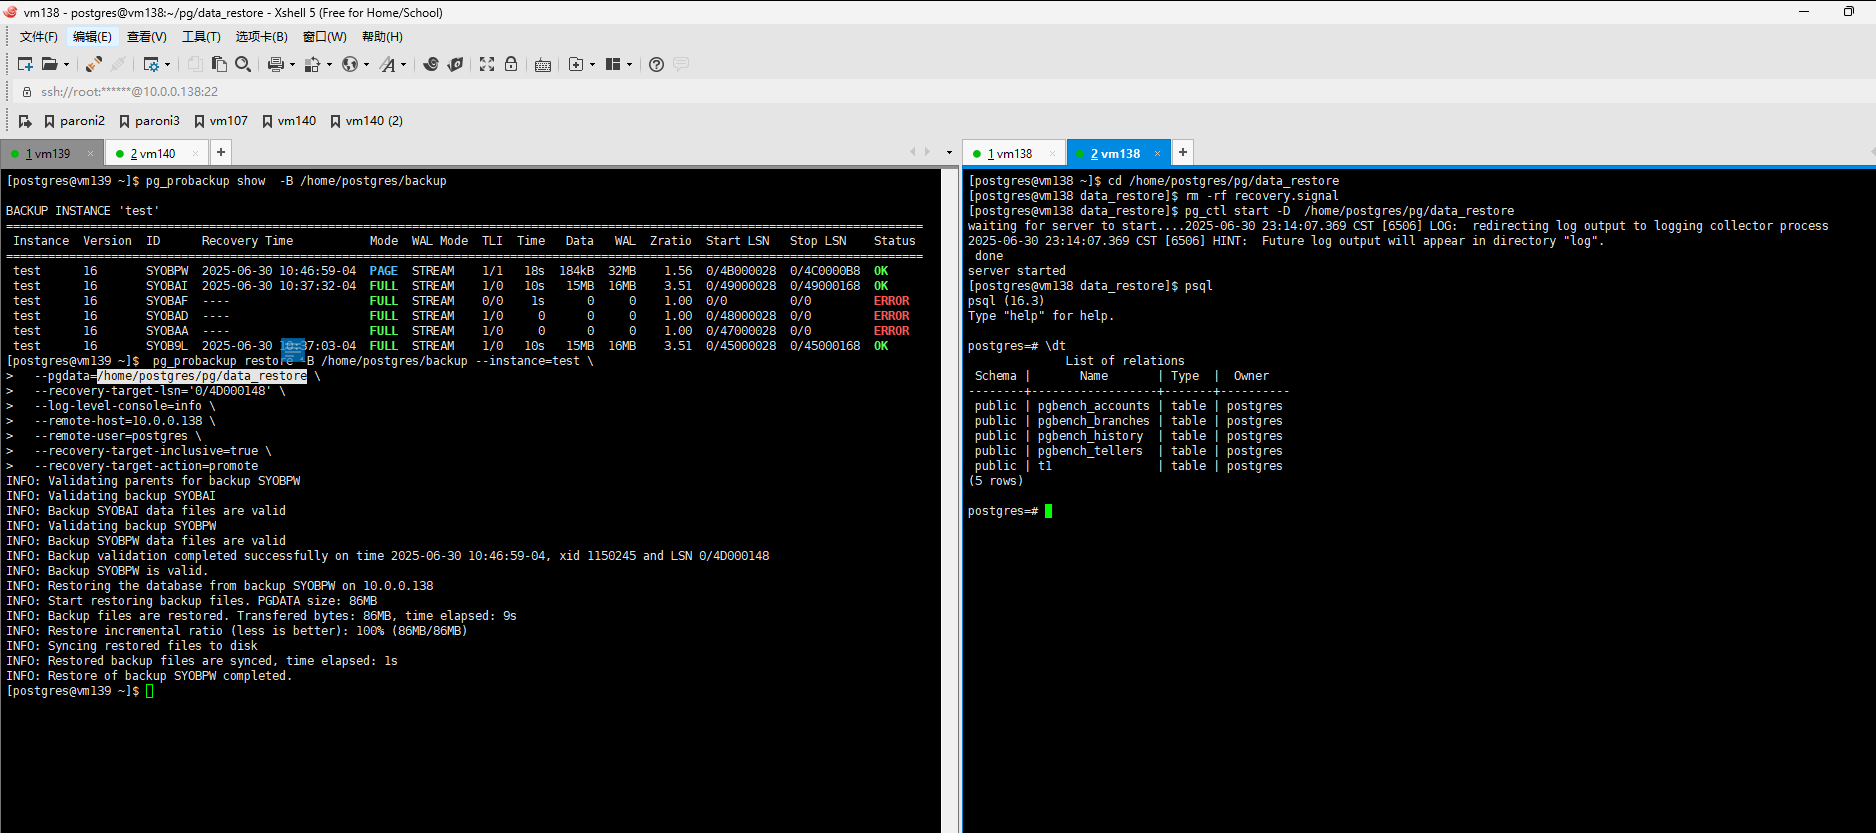 vm138 - postgres@vm138:~/pg/data_restore - Xshell 5 (Free for Home/School)
文件(F) 编辑(E) 查看(V) 工具(T) 选项卡(B) 窗口(W) 帮助(H)
ssh://root:******@10.0.0.138:22
paroni2 paroni3 vm107 vm140 vm140 (2)
1 vm139 × 2 vm140 × +
[postgres@vm139 ~]$ pg_probackup show  -B /home/postgres/backup
BACKUP INSTANCE 'test'
================================================================================
Instance  Version  ID      Recovery Time           Mode  WAL Mode  TLI  Time   Data   WAL  Zratio  Start LSN   Stop LSN    Status
================================================================================
test      16       SYOBPW  2025-06-30 10:46:59-04  PAGE  STREAM    1/1   18s  184kB  32MB    1.56  0/4B000028  0/4C0000B8  OK
test      16       SYOBAI  2025-06-30 10:37:32-04  FULL  STREAM    1/0   10s   15MB  16MB    3.51  0/49000028  0/49000168  OK
test      16       SYOBAF  ----                    FULL  STREAM    0/0    1s      0     0    1.00  0/0         0/0         ERROR
test      16       SYOBAD  ----                    FULL  STREAM    1/0     0      0     0    1.00  0/48000028  0/0         ERROR
test      16       SYOBAA  ----                    FULL  STREAM    1/0     0      0     0    1.00  0/47000028  0/0         ERROR
test      16       SYOB9L  2025-06-30 :37:03-04  FULL  STREAM    1/0   10s   15MB  16MB    3.51  0/45000028  0/45000168  OK
[postgres@vm139 ~]$  pg_probackup restore -B /home/postgres/backup --instance=test \
>   --pgdata=/home/postgres/pg/data_restore \
>   --recovery-target-lsn='0/4D000148' \
>   --log-level-console=info \
>   --remote-host=10.0.0.138 \
>   --remote-user=postgres \
>   --recovery-target-inclusive=true \
>   --recovery-target-action=promote
INFO: Validating parents for backup SYOBPW
INFO: Validating backup SYOBAI
INFO: Backup SYOBAI data files are valid
INFO: Validating backup SYOBPW
INFO: Backup SYOBPW data files are valid
INFO: Backup validation completed successfully on time 2025-06-30 10:46:59-04, xid 1150245 and LSN 0/4D000148
INFO: Backup SYOBPW is valid.
INFO: Restoring the database from backup SYOBPW on 10.0.0.138
INFO: Start restoring backup files. PGDATA size: 86MB
INFO: Backup files are restored. Transfered bytes: 86MB, time elapsed: 9s
INFO: Restore incremental ratio (less is better): 100% (86MB/86MB)
INFO: Syncing restored files to disk
INFO: Restored backup files are synced, time elapsed: 1s
INFO: Restore of backup SYOBPW completed.
[postgres@vm139 ~]$
1 vm138 × 2 vm138 × +
[postgres@vm138 ~]$ cd /home/postgres/pg/data_restore
[postgres@vm138 data_restore]$ rm -rf recovery.signal
[postgres@vm138 data_restore]$ pg_ctl start -D  /home/postgres/pg/data_restore
waiting for server to start....2025-06-30 23:14:07.369 CST [6506] LOG:  redirecting log output to logging collector process
2025-06-30 23:14:07.369 CST [6506] HINT:  Future log output will appear in directory "log".
done
server started
[postgres@vm138 data_restore]$ psql
psql (16.3)
Type "help" for help.
postgres=# \dt
List of relations
Schema |       Name       | Type  |  Owner
--------+------------------+-------+----------
public | pgbench_accounts | table | postgres
public | pgbench_branches | table | postgres
public | pgbench_history  | table | postgres
public | pgbench_tellers  | table | postgres
public | t1               | table | postgres
(5 rows)
postgres=#